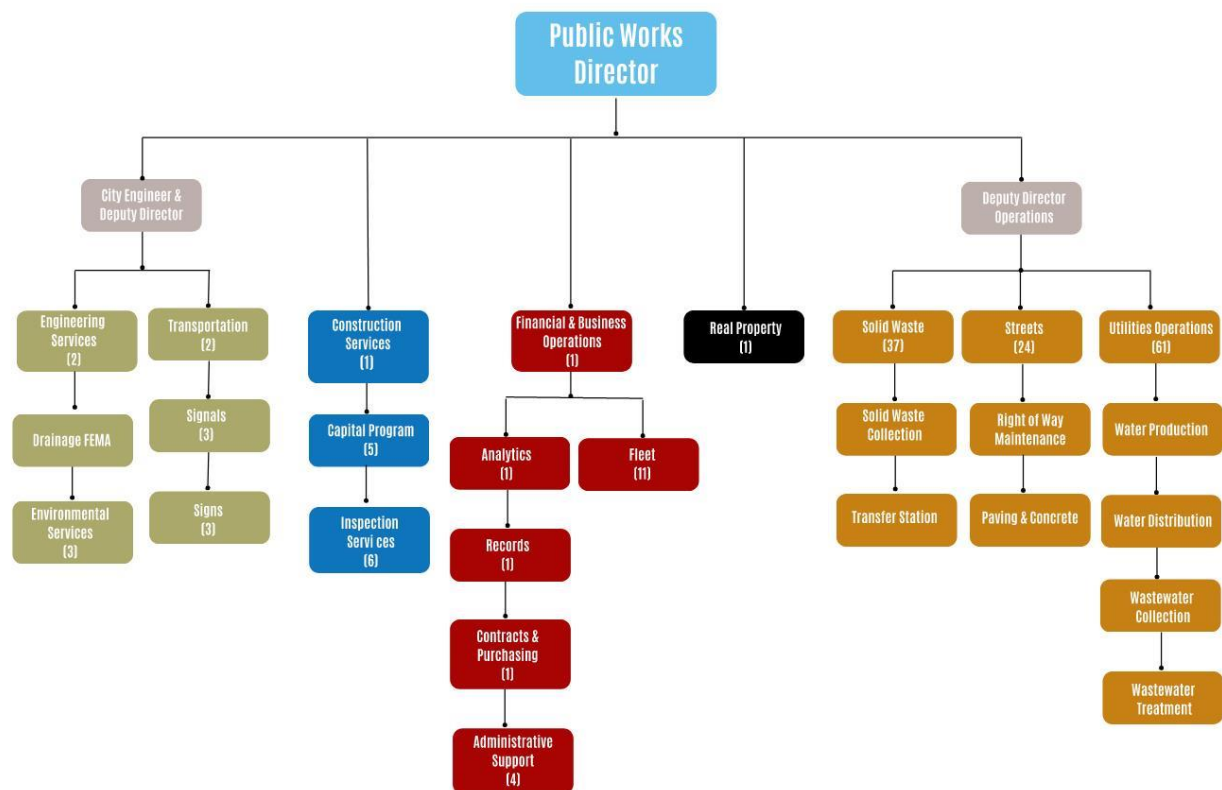 Public Works
Director
City Engineer &
Deputy Director
Deputy Director
Operations
Engineering
Services
(2)
Transportation
(2)
Construction
Services
(1)
Financial & Business
Operations
(1)
Real Property
(1)
Solid Waste
(37)
Streets
(24)
Utilities Operations
(61)
Drainage FEMA
Signals
(3)
Capital Program
(5)
Analytics
(1)
Fleet
(11)
Solid Waste
Collection
Right of Way
Maintenance
Water Production
Environmental
Services
(3)
Signs
(3)
Inspection
Servi ces
(6)
Records
(1)
Transfer Station
Paving & Concrete
Water Distribution
Contracts &
Purchasing
(1)
Wastewater
Collection
Administrative
Support
(4)
Wastewater
Treatment